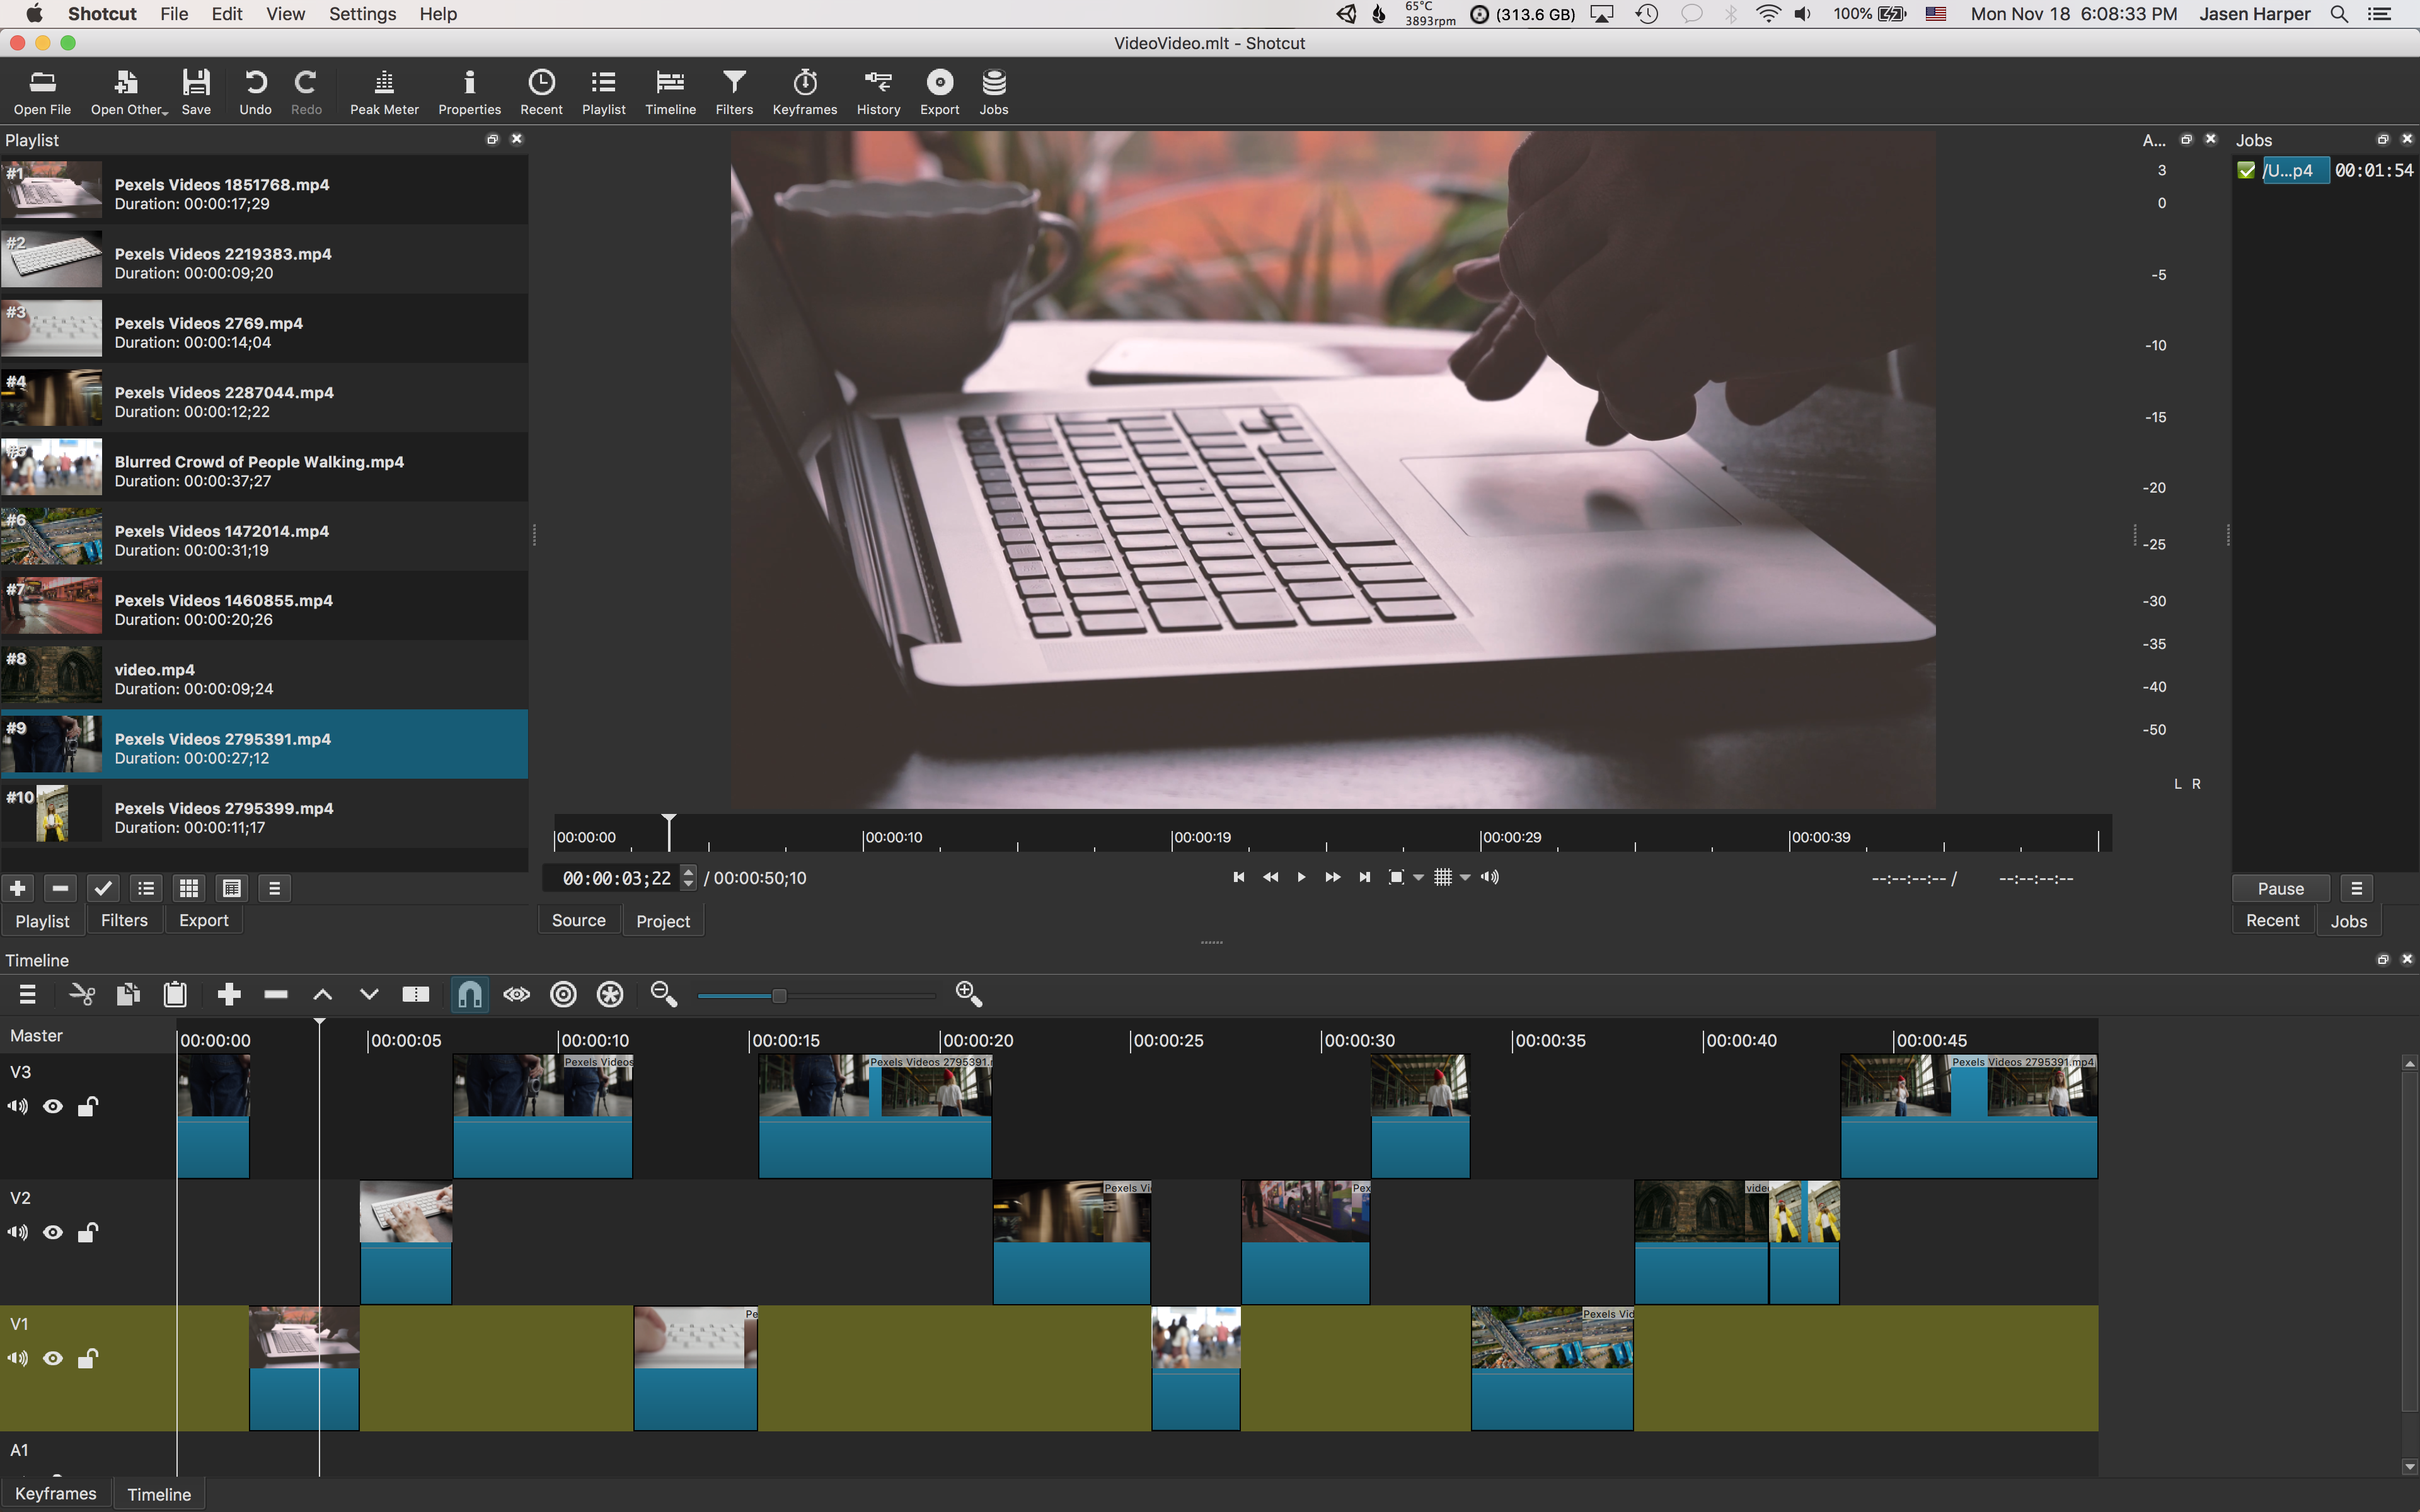 Shotcut File Edit View Settings Help
65°C
3893rpm
(313.6 GB) 100% Mon Nov 18 6:08:33 PM Jasen Harper
VideoVideo.mlt - Shotcut
Open File Open Other... Save Undo Redo Peak Meter Properties Recent Playlist Timeline Filters Keyframes History Export Jobs
Playlist
#1
Pexels Videos 1851768.mp4
Duration: 00:00:17;29
#2
Pexels Videos 2219383.mp4
Duration: 00:00:09;20
#3
Pexels Videos 2769.mp4
Duration: 00:00:14;04
#4
Pexels Videos 2287044.mp4
Duration: 00:00:12;22
Blurred Crowd of People Walking.mp4
Duration: 00:00:37;27
#6
Pexels Videos 1472014.mp4
Duration: 00:00:31;19
#7
Pexels Videos 1460855.mp4
Duration: 00:00:20;26
#8
video.mp4
Duration: 00:00:09;24
#9
Pexels Videos 2795391.mp4
Duration: 00:00:27;12
#10
Pexels Videos 2795399.mp4
Duration: 00:00:11;17
Playlist Filters Export
00:00:00 00:00:10 00:00:19 00:00:29 00:00:39
00:00:03;22 / 00:00:50;10 --:--:--:-- / --:--:--:--
Source Project
A...
3
0
-5
-10
-15
-20
-25
-30
-35
-40
-50
L R
Jobs
/U...p4 00:01:54
Pause
Recent Jobs
Timeline
Master 00:00:00 00:00:05 00:00:10 00:00:15 00:00:20 00:00:25 00:00:30 00:00:35 00:00:40 00:00:45
V3
Pexels Videos Pexels Videos 2795391.m Pexels Videos 2795391.mp4
V2
Pexels Vi Pex video
V1
Pe Pexels Vid
A1
Keyframes Timeline